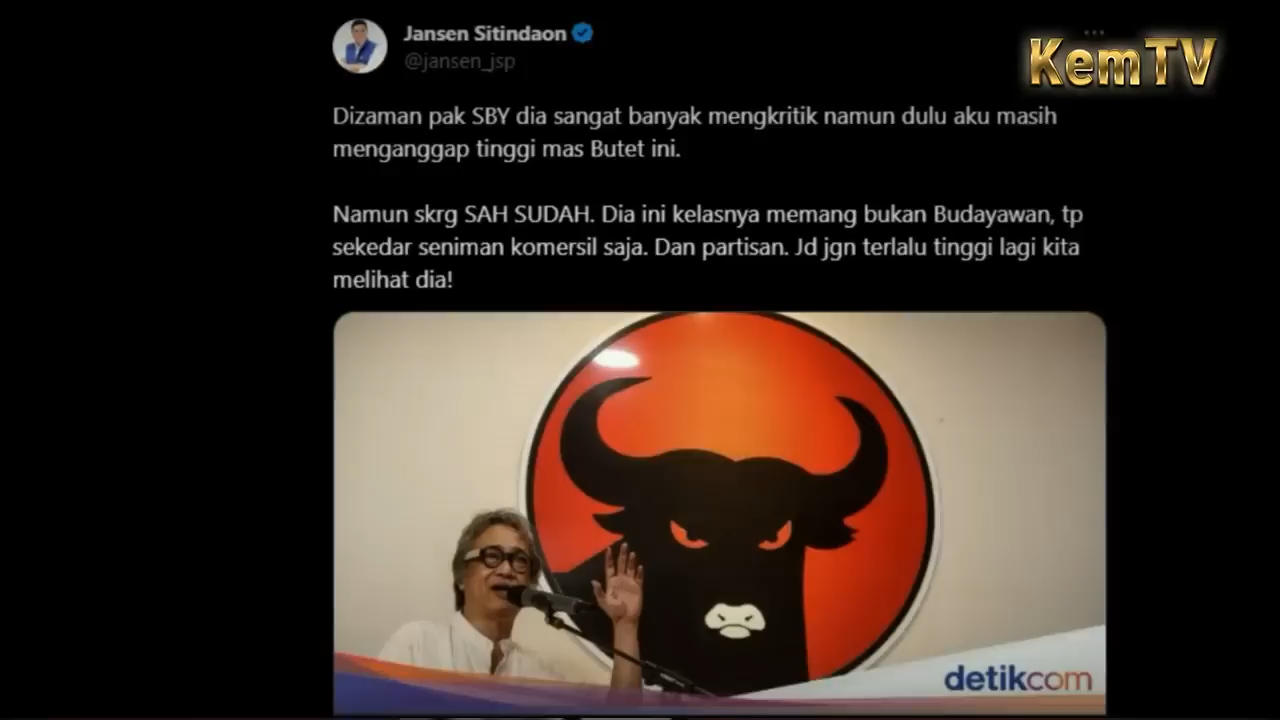 Jansen Sitindaon
@jansen_jsp
KemTV
Dizaman pak SBY dia sangat banyak mengkritik namun dulu aku masih
menganggap tinggi mas Butet ini.
Namun skrg SAH SUDAH. Dia ini kelasnya memang bukan Budayawan, tp
sekedar seniman komersil saja. Dan partisan. Jd jgn terlalu tinggi lagi kita
melihat dia!
detikcom